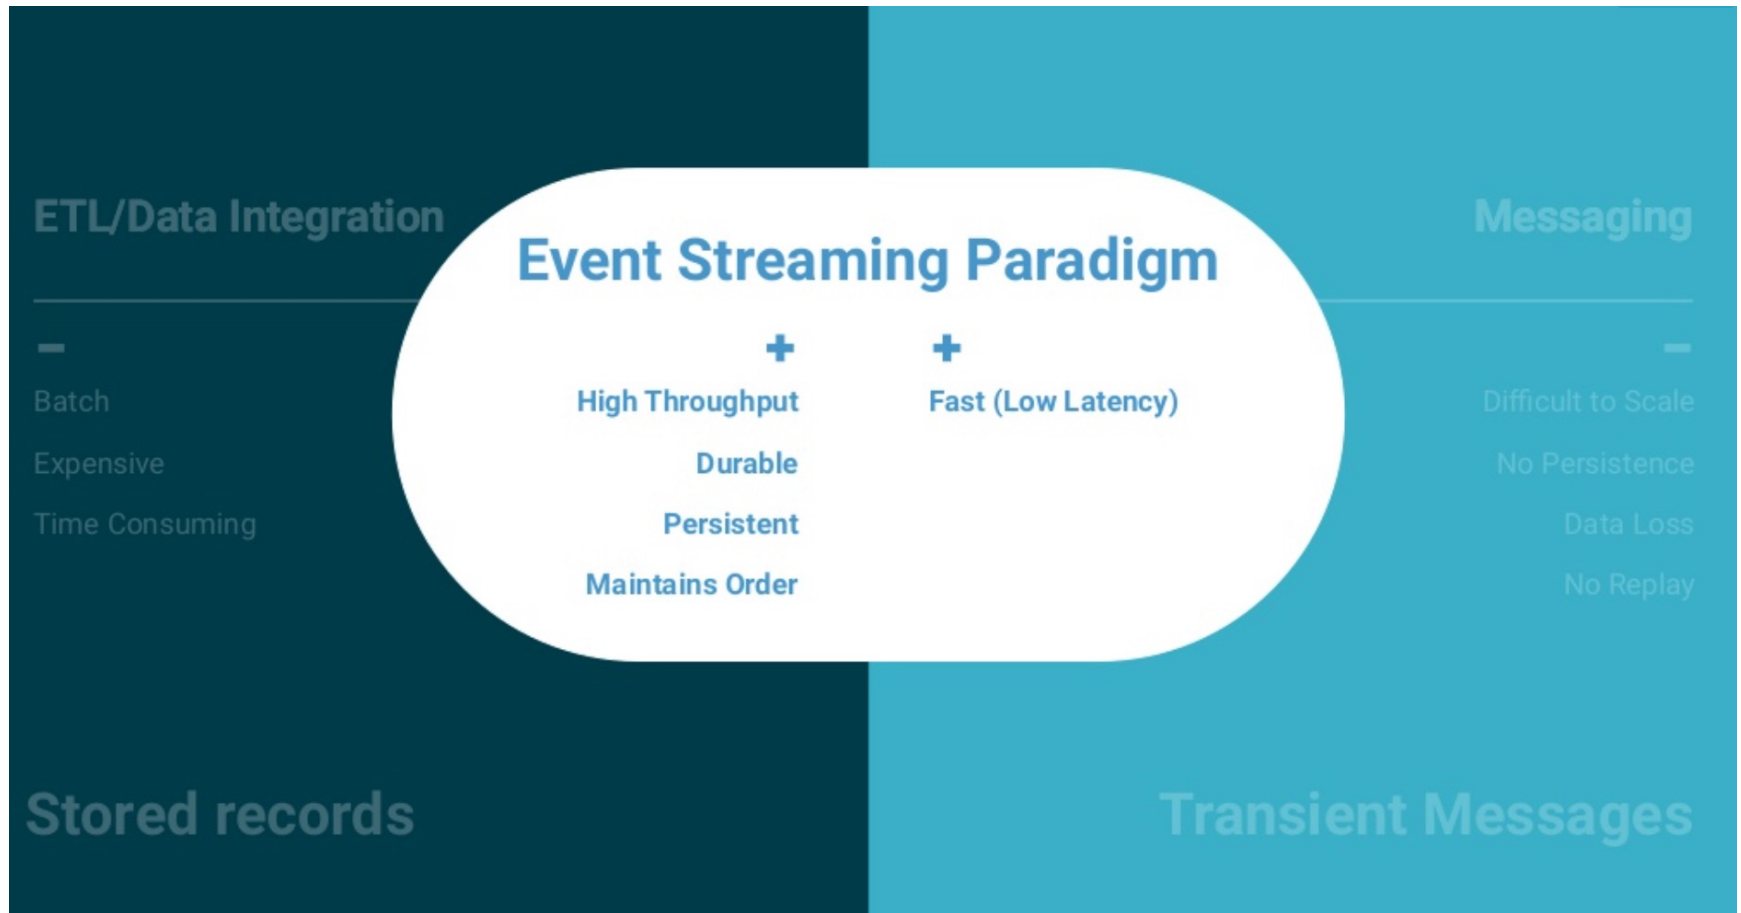 ETL/Data Integration
Messaging
Event Streaming Paradigm
-
+
+
-
Batch
High Throughput
Fast (Low Latency)
Difficult to Scale
Expensive
Durable
No Persistence
Time Consuming
Persistent
Data Loss
Maintains Order
No Replay
Stored records
Transient Messages